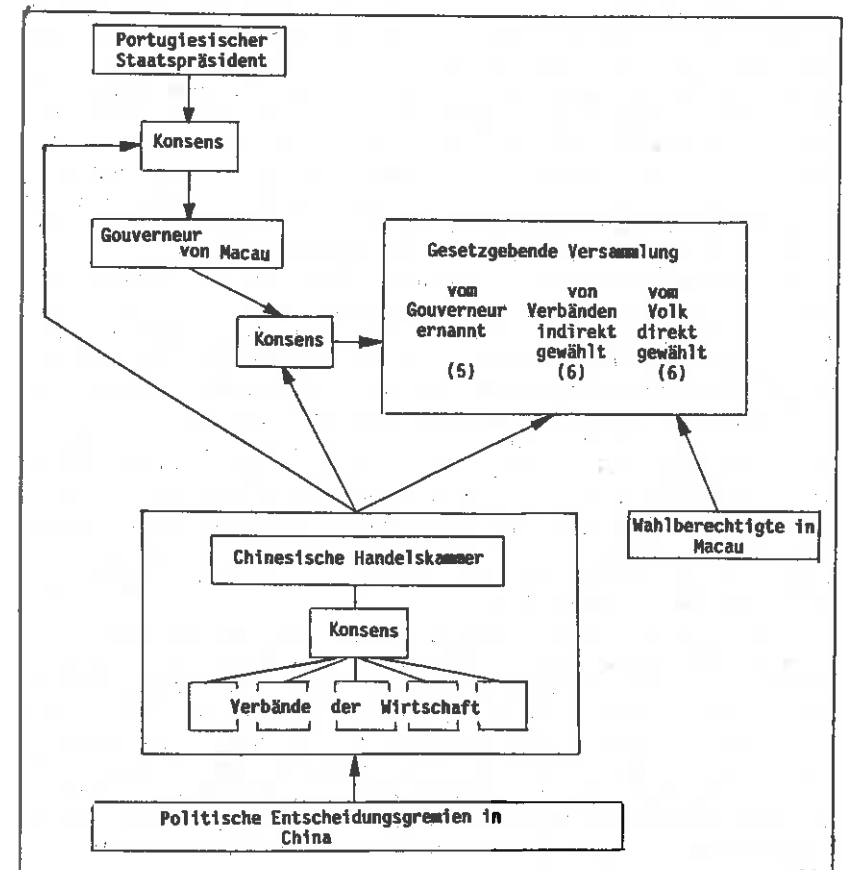 Portugiesischer
Staatspräsident
Konsens
Gouverneur
von Macau
Konsens
Gesetzgebende Versammlung
vom
Gouverneur
ernannt
(5)
von
Verbänden
indirekt
gewählt
(6)
vom
Volk
direkt
gewählt
(6)
Wahlberechtigte in
Macau
Chinesische Handelskammer
Konsens
Verbände der Wirtschaft
Politische Entscheidungsgremien in
China